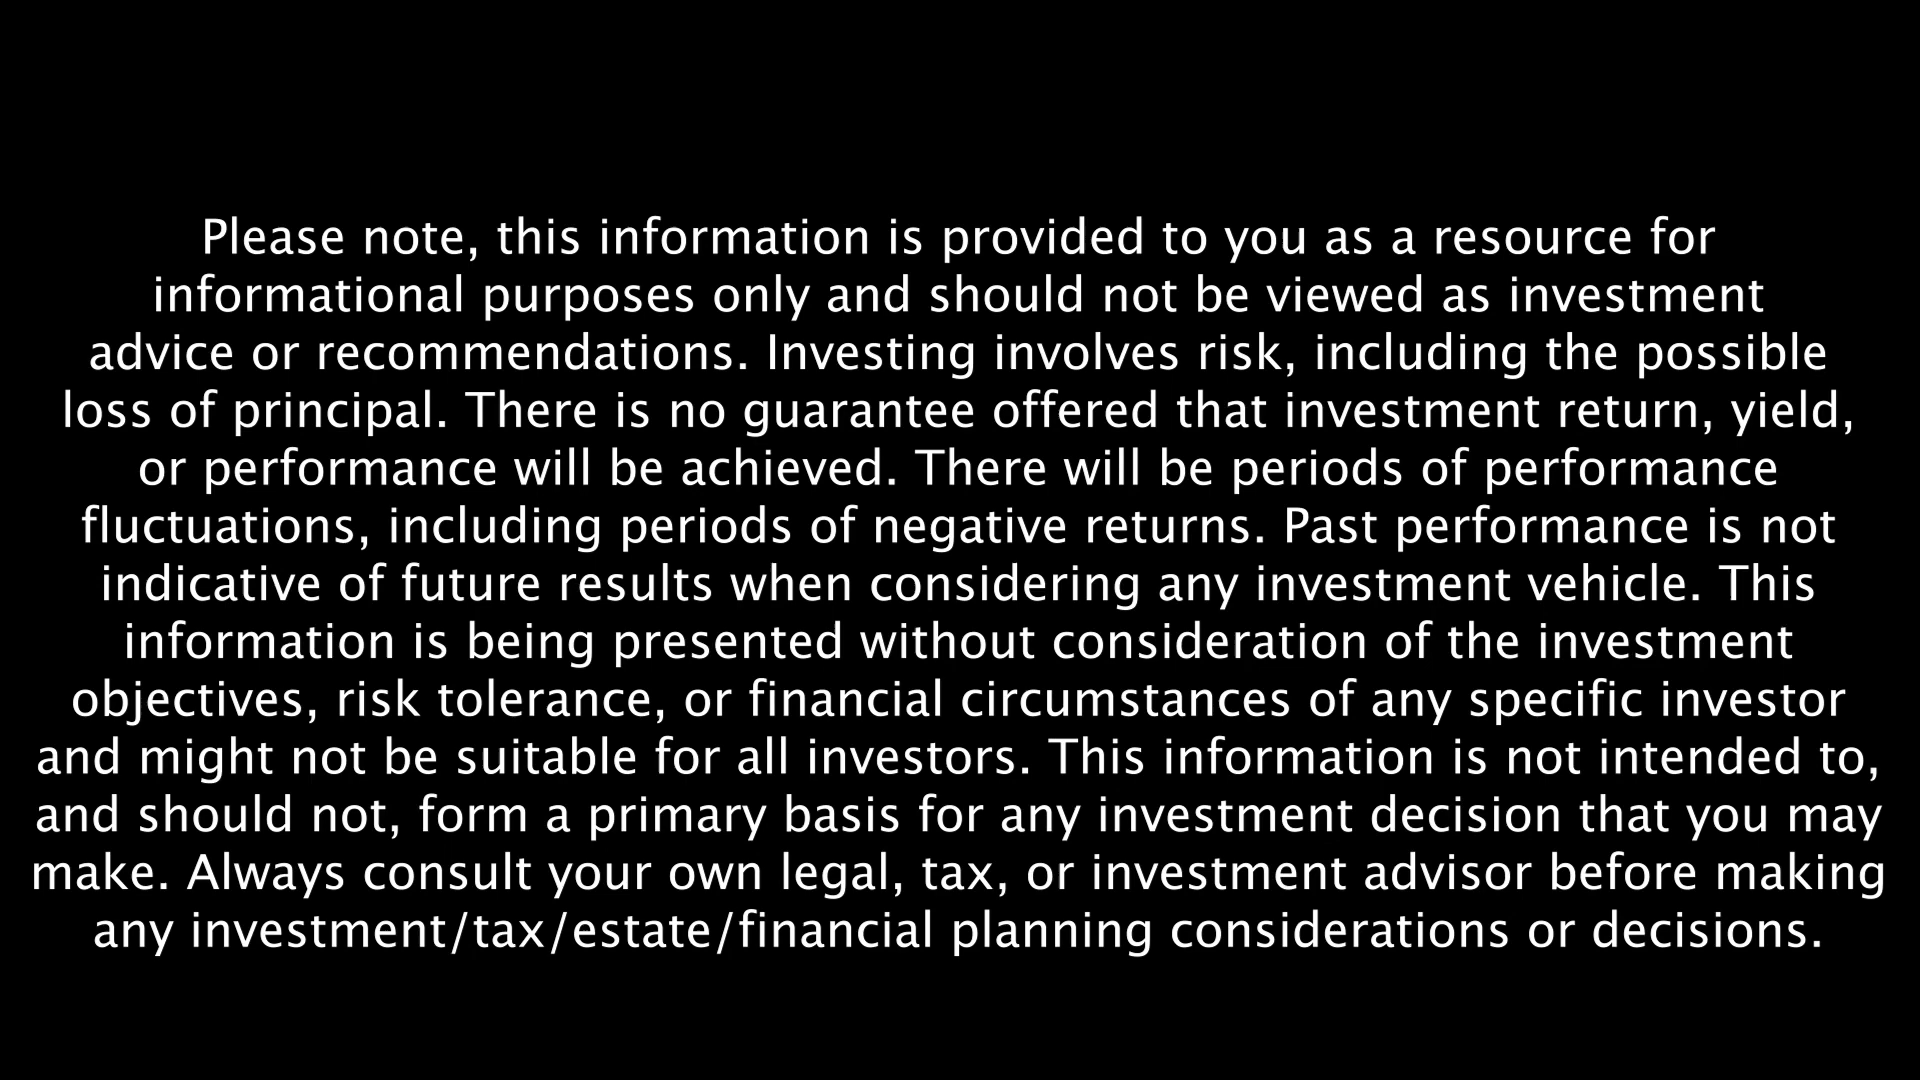 Please note, this information is provided to you as a resource for
informational purposes only and should not be viewed as investment
advice or recommendations. Investing involves risk, including the possible
loss of principal. There is no guarantee offered that investment return, yield,
or performance will be achieved. There will be periods of performance
fluctuations, including periods of negative returns. Past performance is not
indicative of future results when considering any investment vehicle. This
information is being presented without consideration of the investment
objectives, risk tolerance, or financial circumstances of any specific investor
and might not be suitable for all investors. This information is not intended to,
and should not, form a primary basis for any investment decision that you may
make. Always consult your own legal, tax, or investment advisor before making
any investment/tax/estate/financial planning considerations or decisions.